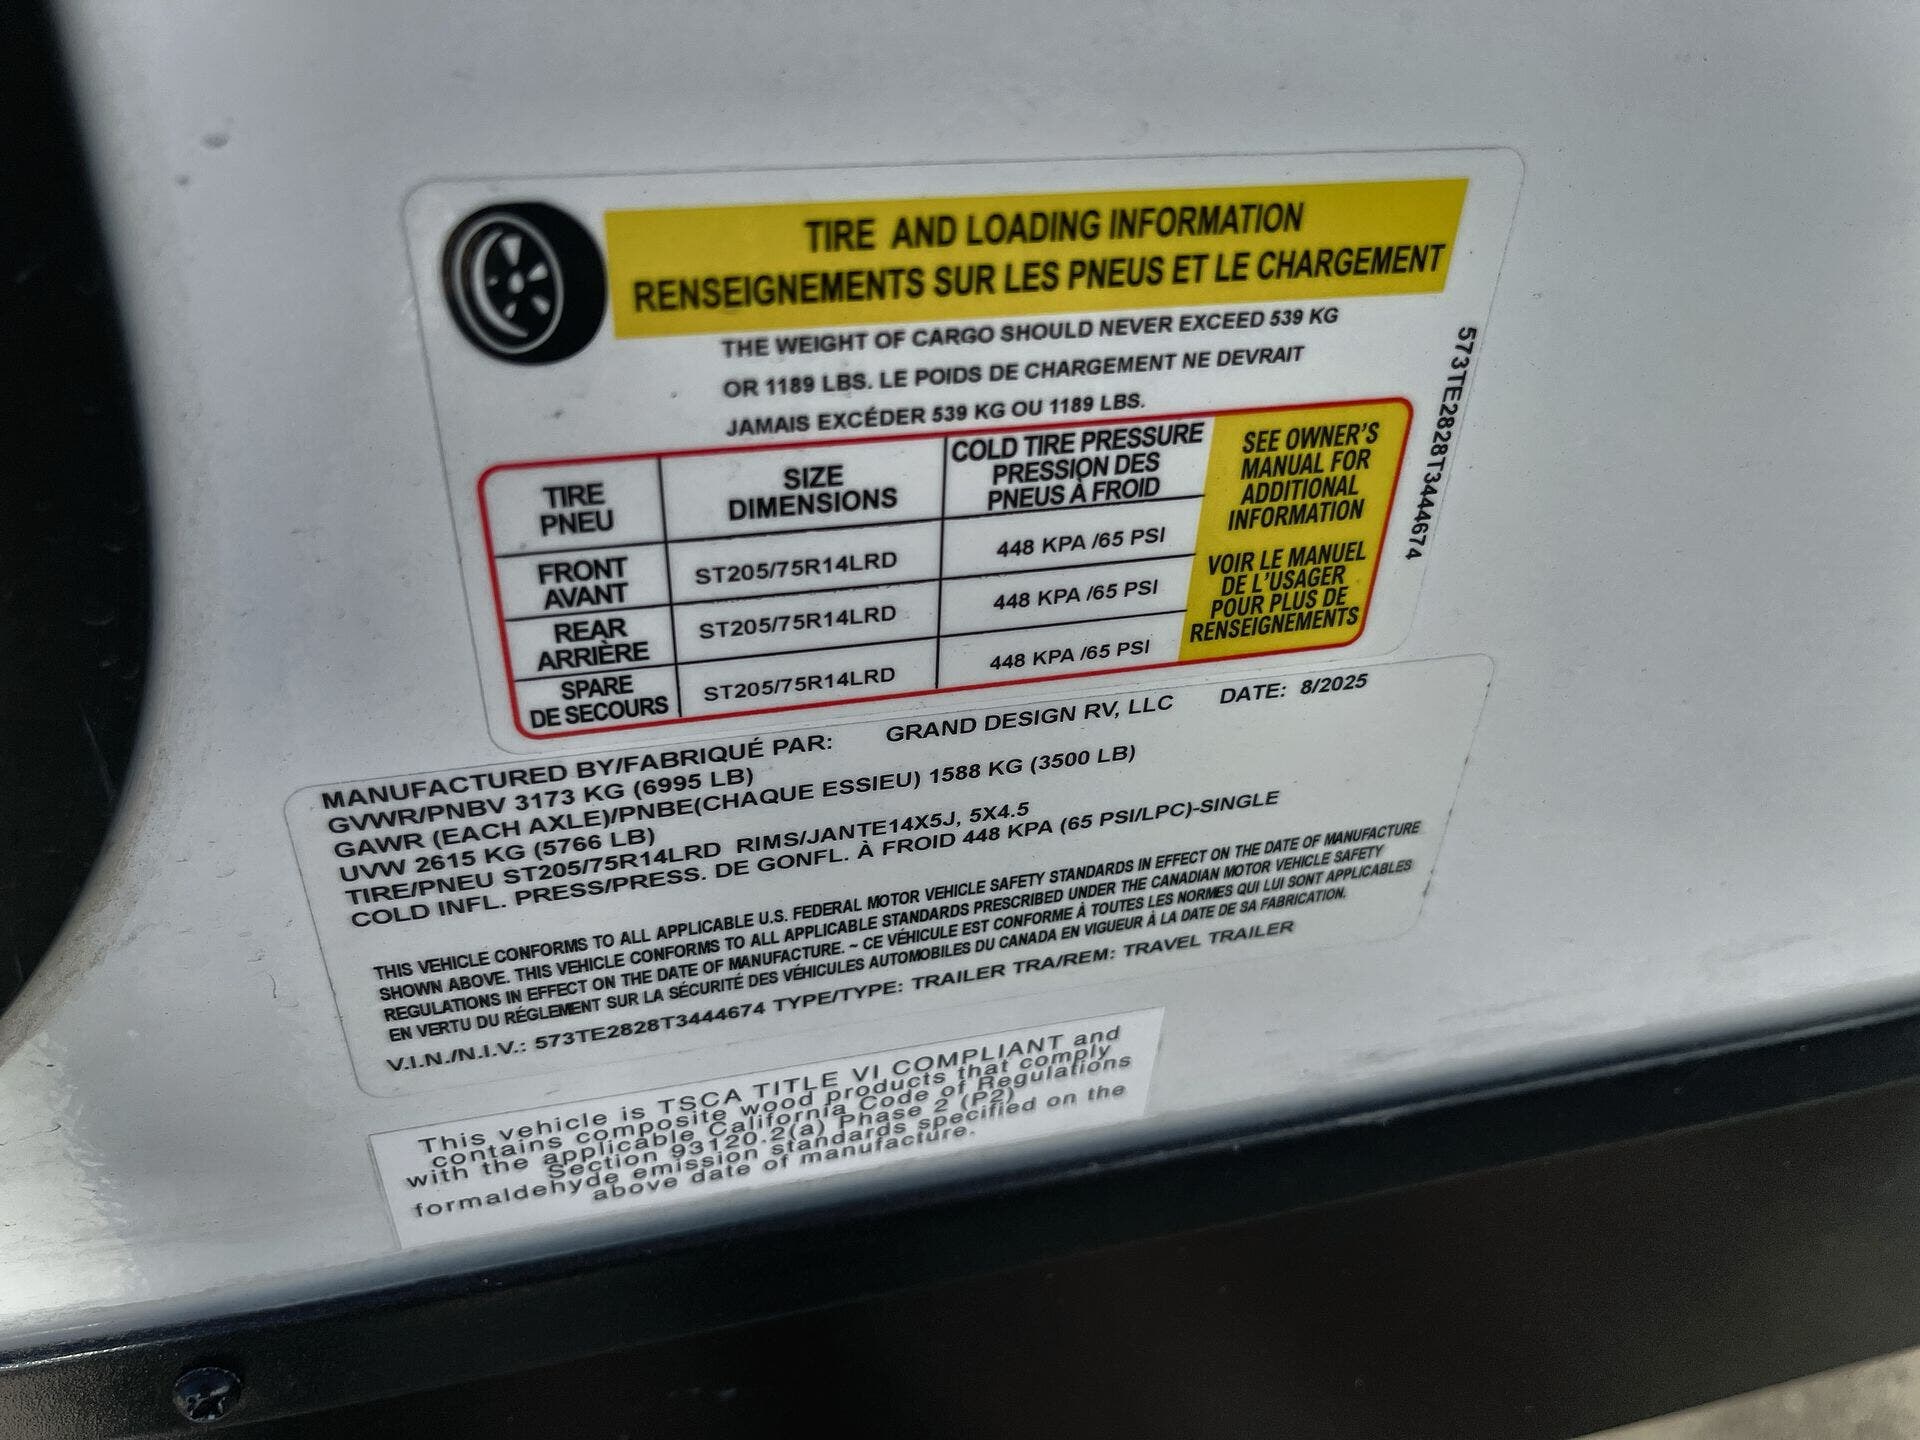 TIRE AND LOADING INFORMATION
RENSEIGNEMENTS SUR LES PNEUS ET LE CHARGEMENT
THE WEIGHT OF CARGO SHOULD NEVER EXCEED 539 KG
OR 1189 LBS. LE POIDS DE CHARGEMENT NE DEVRAIT
JAMAIS EXCÉDER 539 KG OU 1189 LBS.
TIRE
PNEU
SIZE
DIMENSIONS
COLD TIRE PRESSURE
PRESSION DES
PNEUS À FROID
FRONT
AVANT
ST205/75R14LRD
448 KPA /65 PSI
REAR
ARRIÈRE
ST205/75R14LRD
448 KPA /65 PSI
SPARE
DE SECOURS
ST205/75R14LRD
448 KPA /65 PSI
SEE OWNER'S
MANUAL FOR
ADDITIONAL
INFORMATION
VOIR LE MANUEL
DE L'USAGER
POUR PLUS DE
RENSEIGNEMENTS
573TE2828T3444674
MANUFACTURED BY/FABRIQUÉ PAR: GRAND DESIGN RV, LLC DATE: 8/2025
GVWR/PNBV 3173 KG (6995 LB)
GAWR (EACH AXLE)/PNBE(CHAQUE ESSIEU) 1588 KG (3500 LB)
UVW 2615 KG (5766 LB)
TIRE/PNEU ST205/75R14LRD RIMS/JANTE14X5J, 5X4.5
COLD INFL. PRESS/PRESS. DE GONFL. À FROID 448 KPA (65 PSI/LPC)-SINGLE
THIS VEHICLE CONFORMS TO ALL APPLICABLE U.S. FEDERAL MOTOR VEHICLE SAFETY STANDARDS IN EFFECT ON THE DATE OF MANUFACTURE
SHOWN ABOVE. THIS VEHICLE CONFORMS TO ALL APPLICABLE STANDARDS PRESCRIBED UNDER THE CANADIAN MOTOR VEHICLE SAFETY
REGULATIONS IN EFFECT ON THE DATE OF MANUFACTURE. ~ CE VÉHICULE EST CONFORME À TOUTES LES NORMES QUI LUI SONT APPLICABLES
EN VERTU DU RÉGLEMENT SUR LA SÉCURITÉ DES VÉHICULES AUTOMOBILES DU CANADA EN VIGUEUR À LA DATE DE SA FABRICATION.
V.I.N./N.I.V.: 573TE2828T3444674 TYPE/TYPE: TRAILER TRA/REM: TRAVEL TRAILER
This vehicle is TSCA TITLE VI COMPLIANT and
contains composite wood products that comply
with the applicable California Code of Regulations
Section 93120.2(a) Phase 2 (P2)
formaldehyde emission standards specified on the
above date of manufacture.